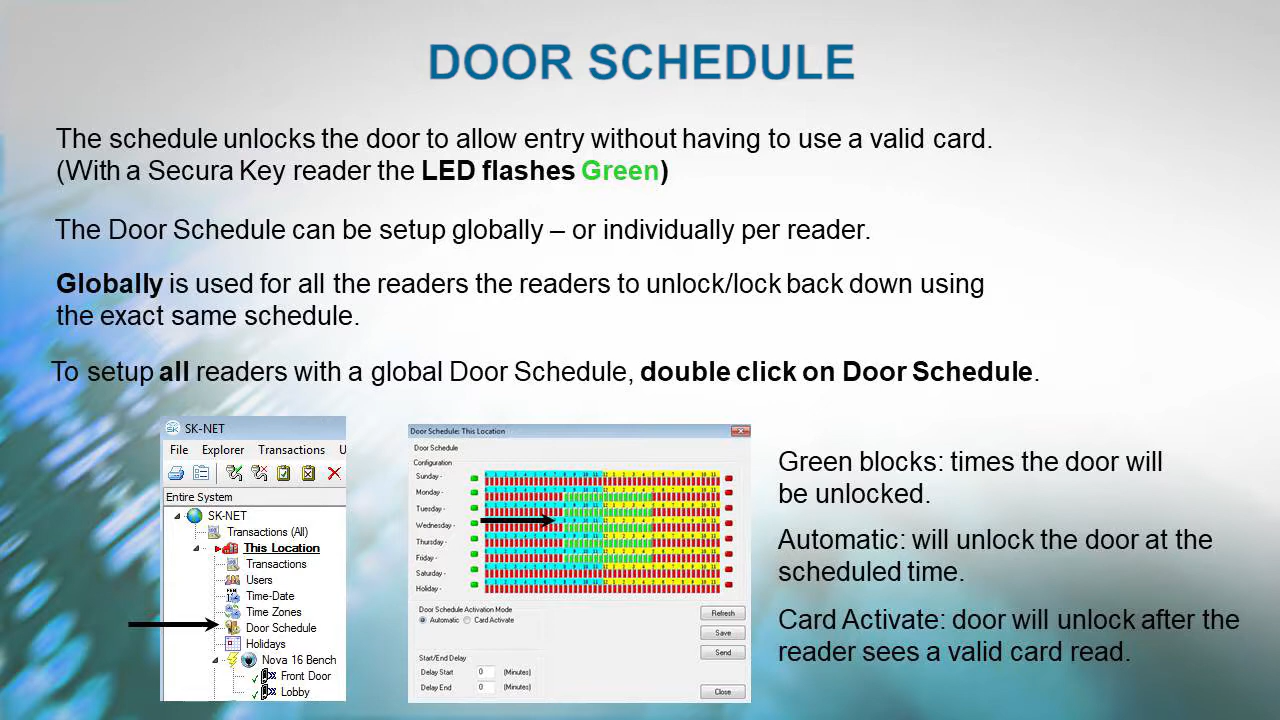 DOOR SCHEDULE
The schedule unlocks the door to allow entry without having to use a valid card.
(With a Secura Key reader the LED flashes Green)
The Door Schedule can be setup globally – or individually per reader.
Globally is used for all the readers the readers to unlock/lock back down using
the exact same schedule.
To setup all readers with a global Door Schedule, double click on Door Schedule.
SK-NET
File Explorer Transactions U
Entire System
SK-NET
Transactions (All)
This Location
Transactions
Users
Time-Date
Time Zones
Door Schedule
Holidays
Nova 16 Bench
Front Door
Lobby
Door Schedule: This Location
Door Schedule
Configuration
Sunday -
Monday -
Tuesday -
Wednesday -
Thursday -
Friday -
Saturday -
Holiday -
Door Schedule Activation Mode
Automatic Card Activate
Start/End Delay
Delay Start 0 (Minutes)
Delay End 0 (Minutes)
Refresh
Save
Send
Close
Green blocks: times the door will
be unlocked.
Automatic: will unlock the door at the
scheduled time.
Card Activate: door will unlock after the
reader sees a valid card read.